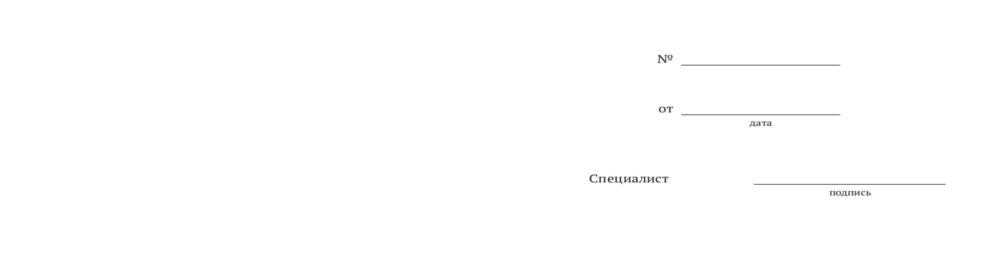 №
от
дата
Специалист
подпись